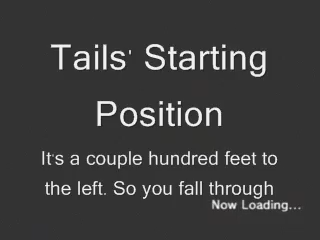 Tails' Starting
Position
It's a couple hundred feet to
the left. So you fall through
Now Loading...